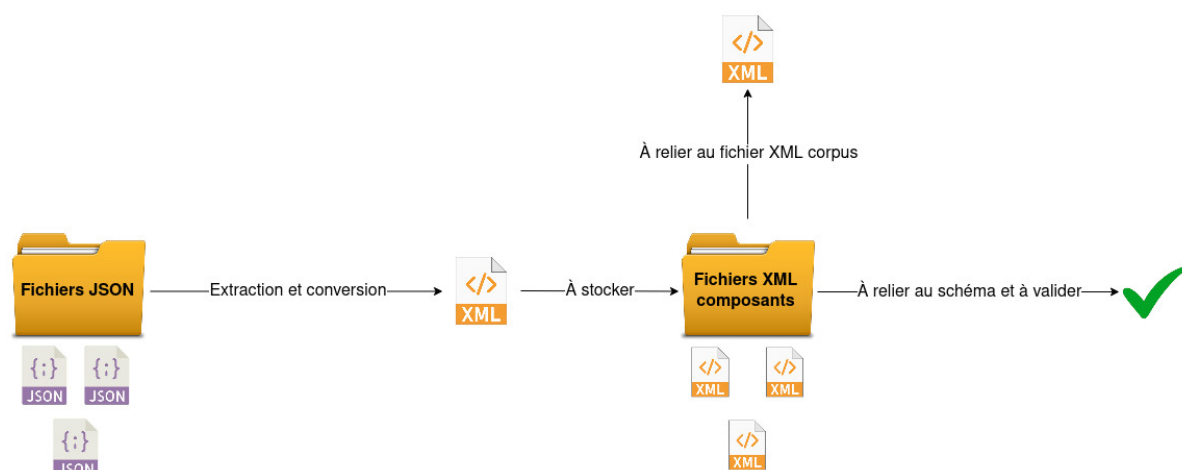 </>
XML
À relier au fichier XML corpus
Fichiers JSON
Extraction et conversion
</>
XML
À stocker
Fichiers XML
composants
À relier au schéma et à valider
{;}
JSON
{;}
JSON
</>
XML
</>
XML
{;}
JSON
</>
XML